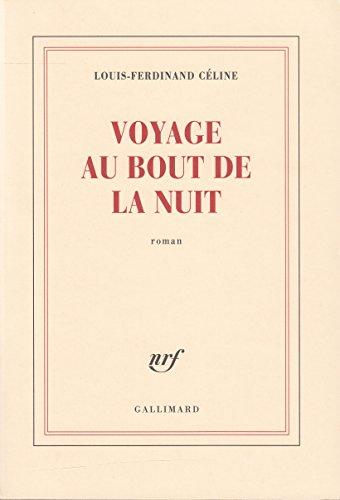 LOUIS-FERDINAND CÉLINE
VOYAGE
AU BOUT DE
LA NUIT
roman
nrf
GALLIMARD